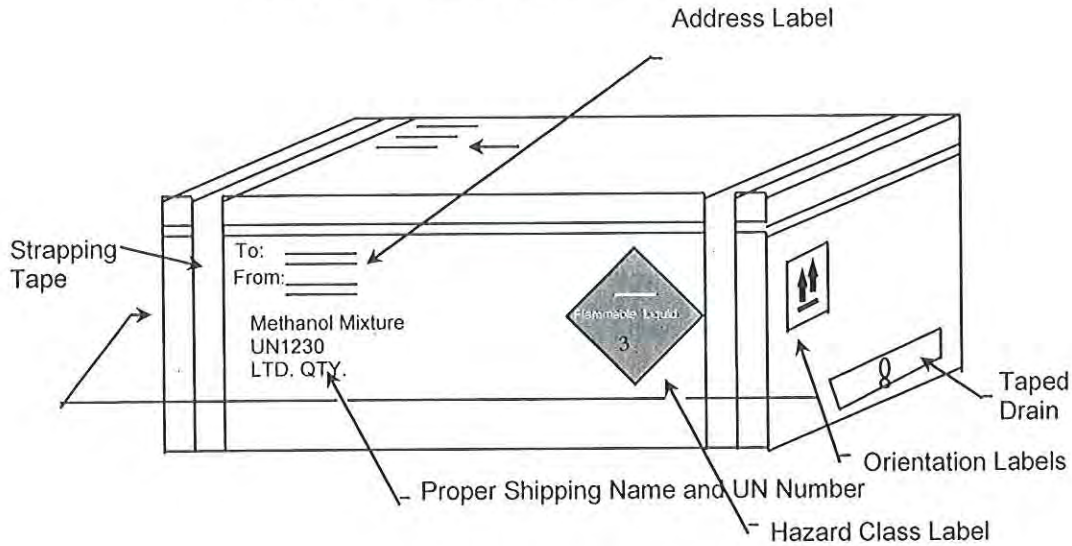 Address Label
Strapping
Tape
To:
From:
Methanol Mixture
UN1230
LTD. QTY.
Flammable Liquid
3
Taped
Drain
Orientation Labels
Proper Shipping Name and UN Number
Hazard Class Label